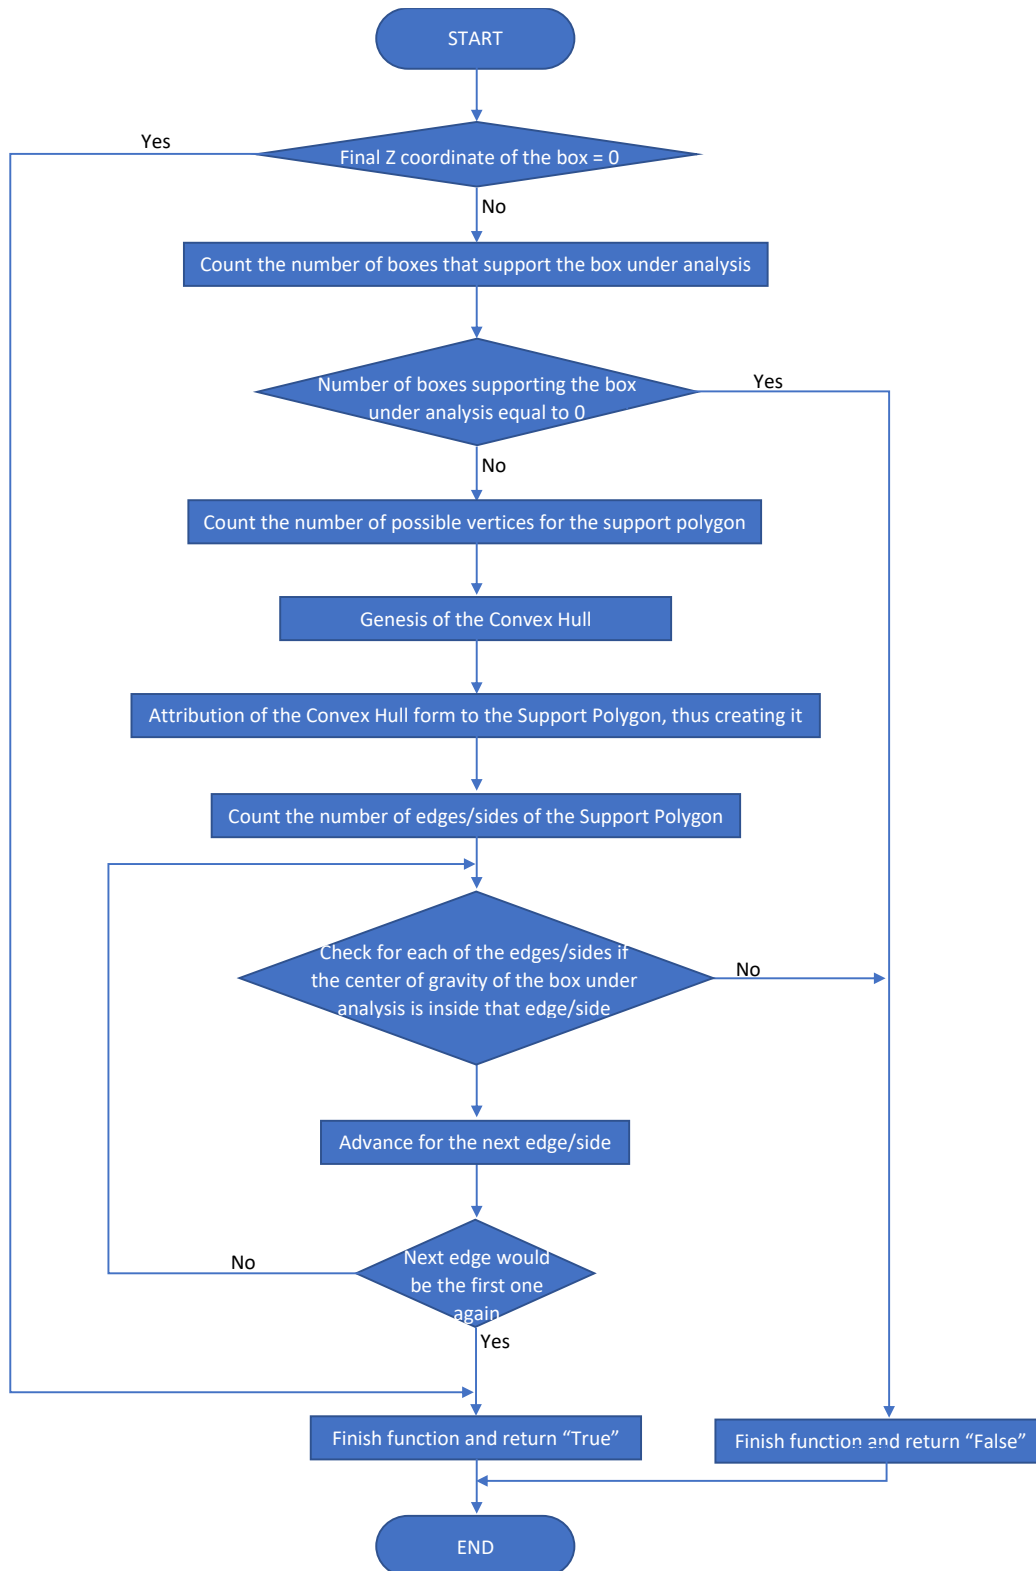 START
Yes
Final Z coordinate of the box = 0
No
Count the number of boxes that support the box under analysis
Number of boxes supporting the box
under analysis equal to 0
Yes
No
Count the number of possible vertices for the support polygon
Genesis of the Convex Hull
Attribution of the Convex Hull form to the Support Polygon, thus creating it
Count the number of edges/sides of the Support Polygon
Check for each of the edges/sides if
the center of gravity of the box under
analysis is inside that edge/side
No
Advance for the next edge/side
No
Next edge would
be the first one
again
Yes
Finish function and return “True”
Finish function and return “False”
END